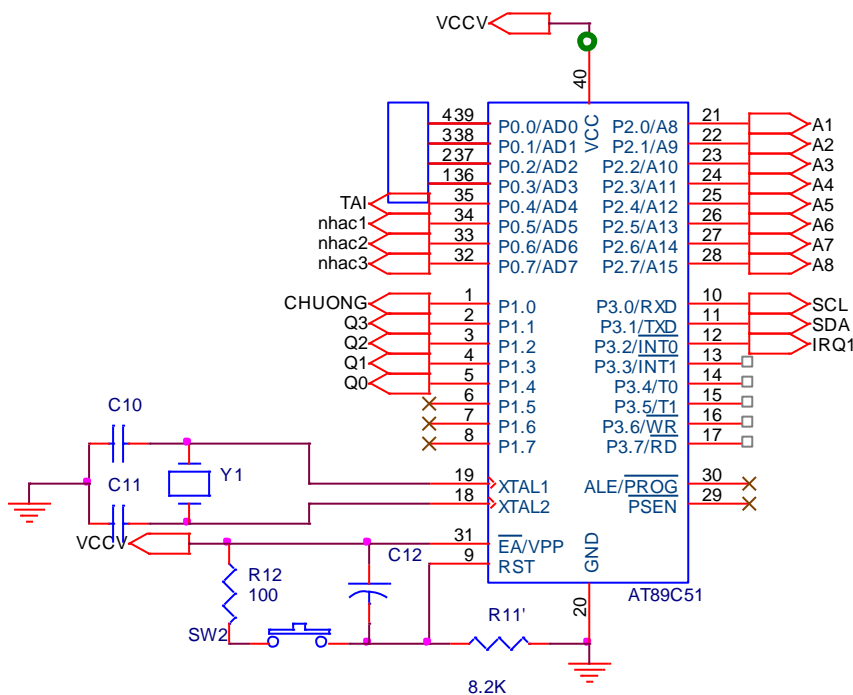 VCCV
40
439 P0.0/AD0 VCC P2.0/A8 21 A1
338 P0.1/AD1 P2.1/A9 22 A2
237 P0.2/AD2 P2.2/A10 23 A3
136 P0.3/AD3 P2.3/A11 24 A4
TAI 35 P0.4/AD4 P2.4/A12 25 A5
nhac1 34 P0.5/AD5 P2.5/A13 26 A6
nhac2 33 P0.6/AD6 P2.6/A14 27 A7
nhac3 32 P0.7/AD7 P2.7/A15 28 A8
CHUONG 1 P1.0 P3.0/RXD 10 SCL
Q3 2 P1.1 P3.1/TXD 11 SDA
Q2 3 P1.2 P3.2/INT0 12 IRQ1
Q1 4 P1.3 P3.3/INT1 13
Q0 5 P1.4 P3.4/T0 14
6 P1.5 P3.5/T1 15
7 P1.6 P3.6/WR 16
8 P1.7 P3.7/RD 17
C10
Y1
C11
19 XTAL1 ALE/PROG 30
18 XTAL2 PSEN 29
VCCV 31 EA/VPP GND
C12 9 RST
R12
100
20 AT89C51
SW2 R11'
8.2K